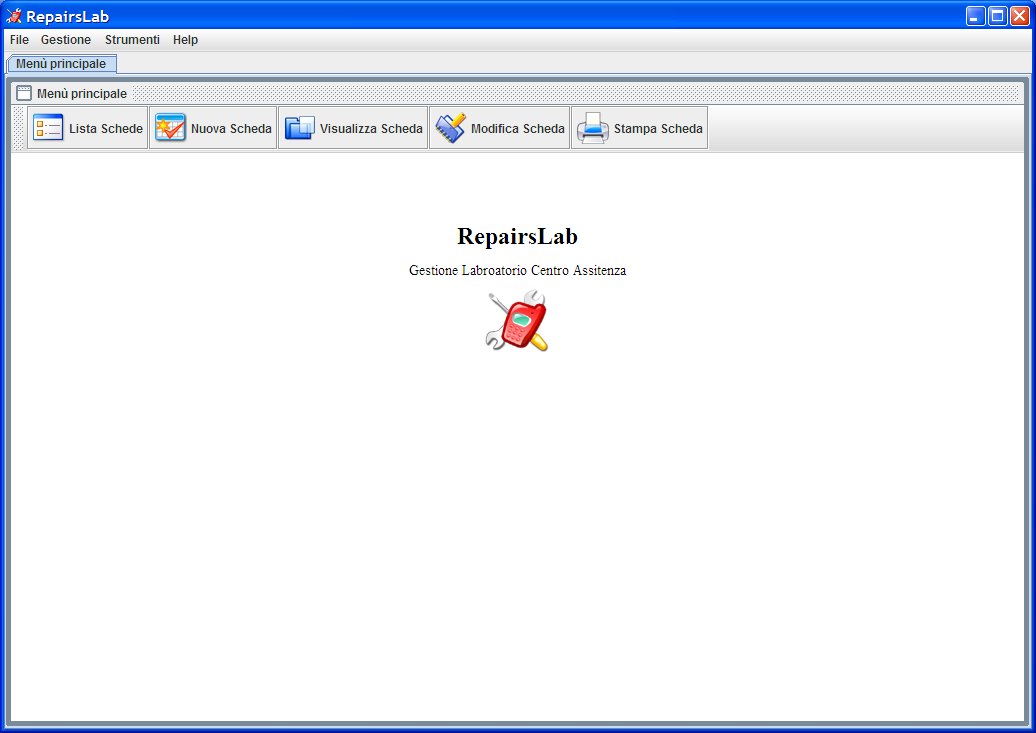 RepairsLab
File Gestione Strumenti Help
Menù principale
Menù principale
Lista Schede Nuova Scheda Visualizza Scheda Modifica Scheda Stampa Scheda
RepairsLab
Gestione Labroatorio Centro Assitenza